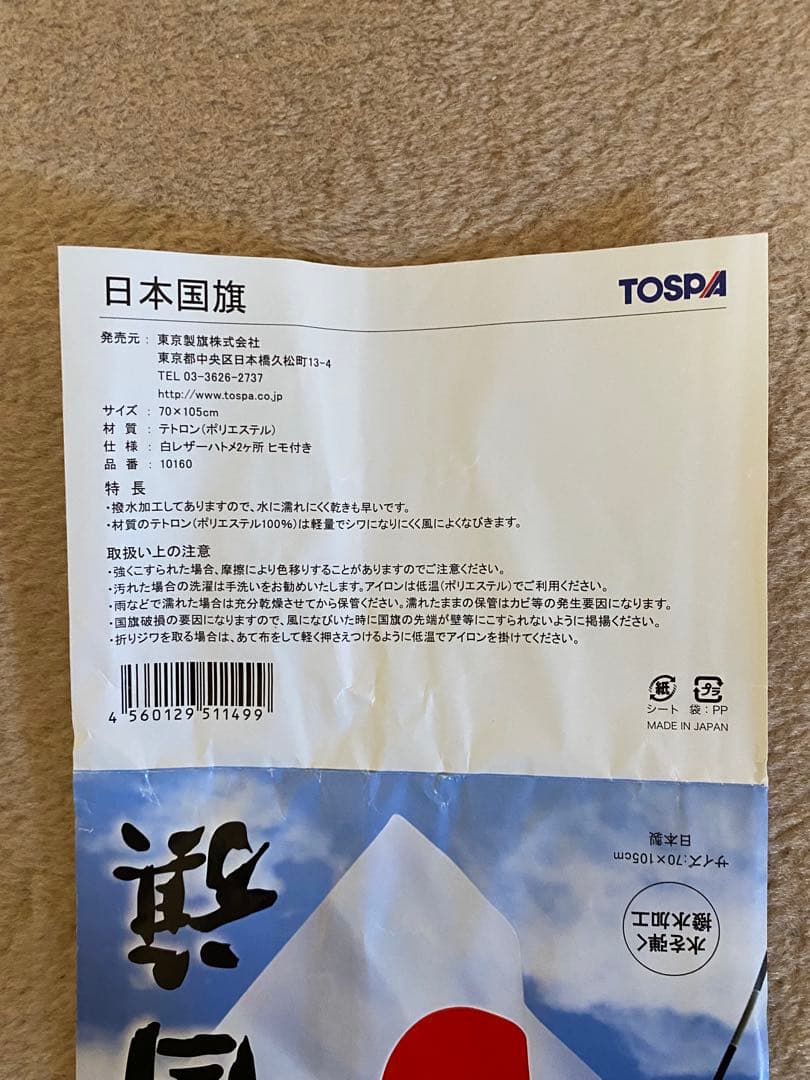 日本国旗
TOSPA
発売元：東京製旗株式会社
東京都中央区日本橋久松町13-4
TEL 03-3626-2737
http://www.tospa.co.jp
サイズ：70×105cm
材　質：テトロン(ポリエステル)
仕　様：白レザーハトメ2ヶ所 ヒモ付き
品　番：10160
特　長
・撥水加工してありますので、水に濡れにくく乾きも早いです。
・材質のテトロン(ポリエステル100%)は軽量でシワになりにくく風によくなびきます。
取扱い上の注意
・強くこすられた場合、摩擦により色移りすることがありますのでご注意ください。
・汚れた場合の洗濯は手洗いをお勧めいたします。アイロンは低温(ポリエステル)でご利用ください。
・雨などで濡れた場合は充分乾燥させてから保管ください。濡れたままの保管はカビ等の発生要因になります。
・国旗破損の要因になりますので、風になびいた時に国旗の先端が壁等にこすられないように掲揚ください。
・折りジワを取る場合は、あて布をして軽く押さえつけるように低温でアイロンを掛けてください。
4 560129 511499
紙 プラ
シート 袋：PP
MADE IN JAPAN
国旗
水を弾く
撥水加工
サイズ:70×105cm
日本製